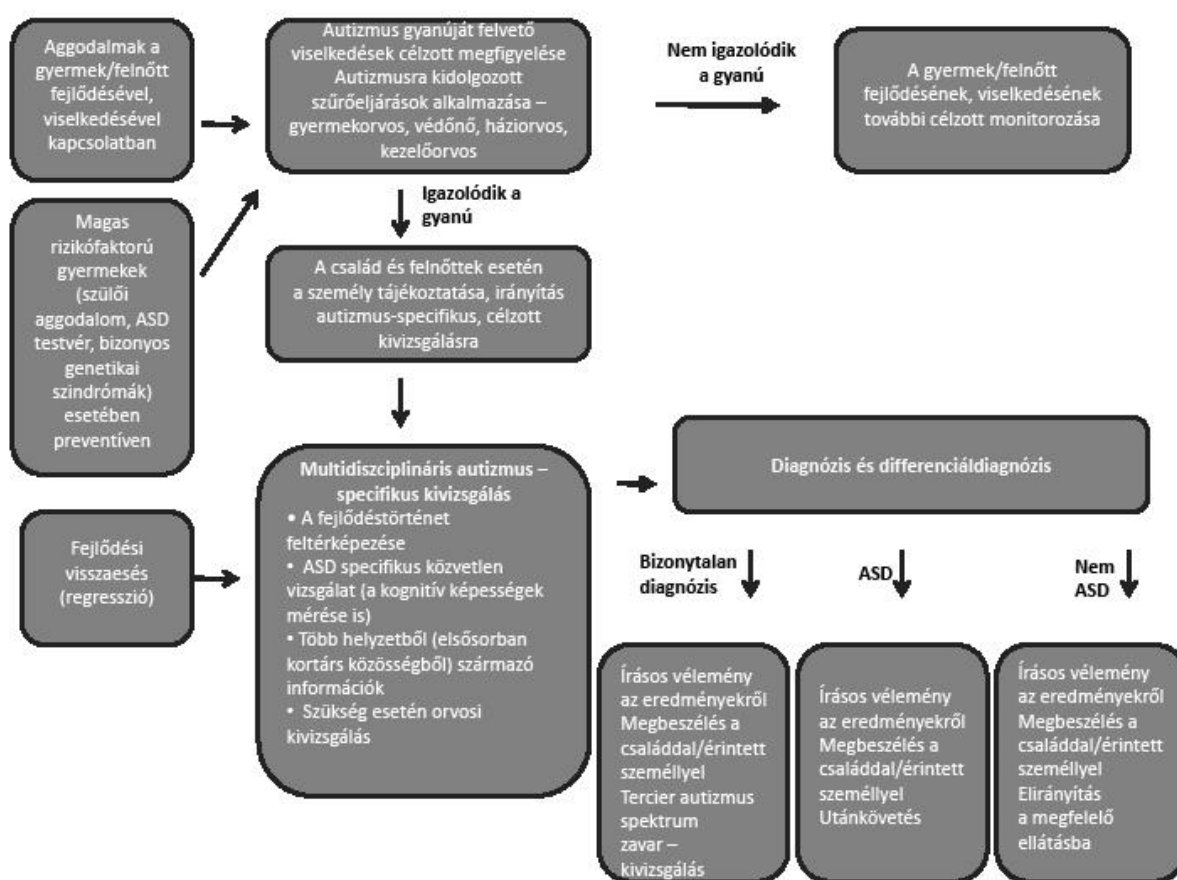 Aggodalmak a
gyermek/felnőtt
fejlődésével,
viselkedésével
kapcsolatban
Autizmus gyanúját felvető
viselkedések célzott megfigyelése
Autizmusra kidolgozott
szűrőeljárások alkalmazása –
gyermekorvos, védőnő, háziorvos,
kezelőorvos
Nem igazolódik
a gyanú
A gyermek/felnőtt
fejlődésének, viselkedésének
további célzott monitorozása
Magas
rizikófaktorú
gyermekek
(szülői
aggodalom, ASD
testvér, bizonyos
genetikai
szindrómák)
esetében
preventíven
Igazolódik a
gyanú
A család és felnőttek esetén
a személy tájékoztatása, irányítás
autizmus-specifikus, célzott
kivizsgálásra
Fejlődési
visszaesés
(regresszió)
Multidiszciplináris autizmus –
specifikus kivizsgálás
• A fejlődéstörténet
feltérképezése
• ASD specifikus közvetlen
vizsgálat (a kognitív képességek
mérése is)
• Több helyzetből (elsősorban
kortárs közösségből) származó
információk
• Szükség esetén orvosi
kivizsgálás
Diagnózis és differenciáldiagnózis
Bizonytalan
diagnózis
ASD
Nem
ASD
Írásos vélemény
az eredményekről
Megbeszélés a
családdal/érintett
személlyel
Tercier autizmus
spektrum
zavar –
kivizsgálás
Írásos vélemény
az eredményekről
Megbeszélés a
családdal/érintett
személlyel
Utánkövetés
Írásos vélemény
az eredményekről
Megbeszélés a
családdal/érintett
személlyel
Elirányítás
a megfelelő
ellátásba